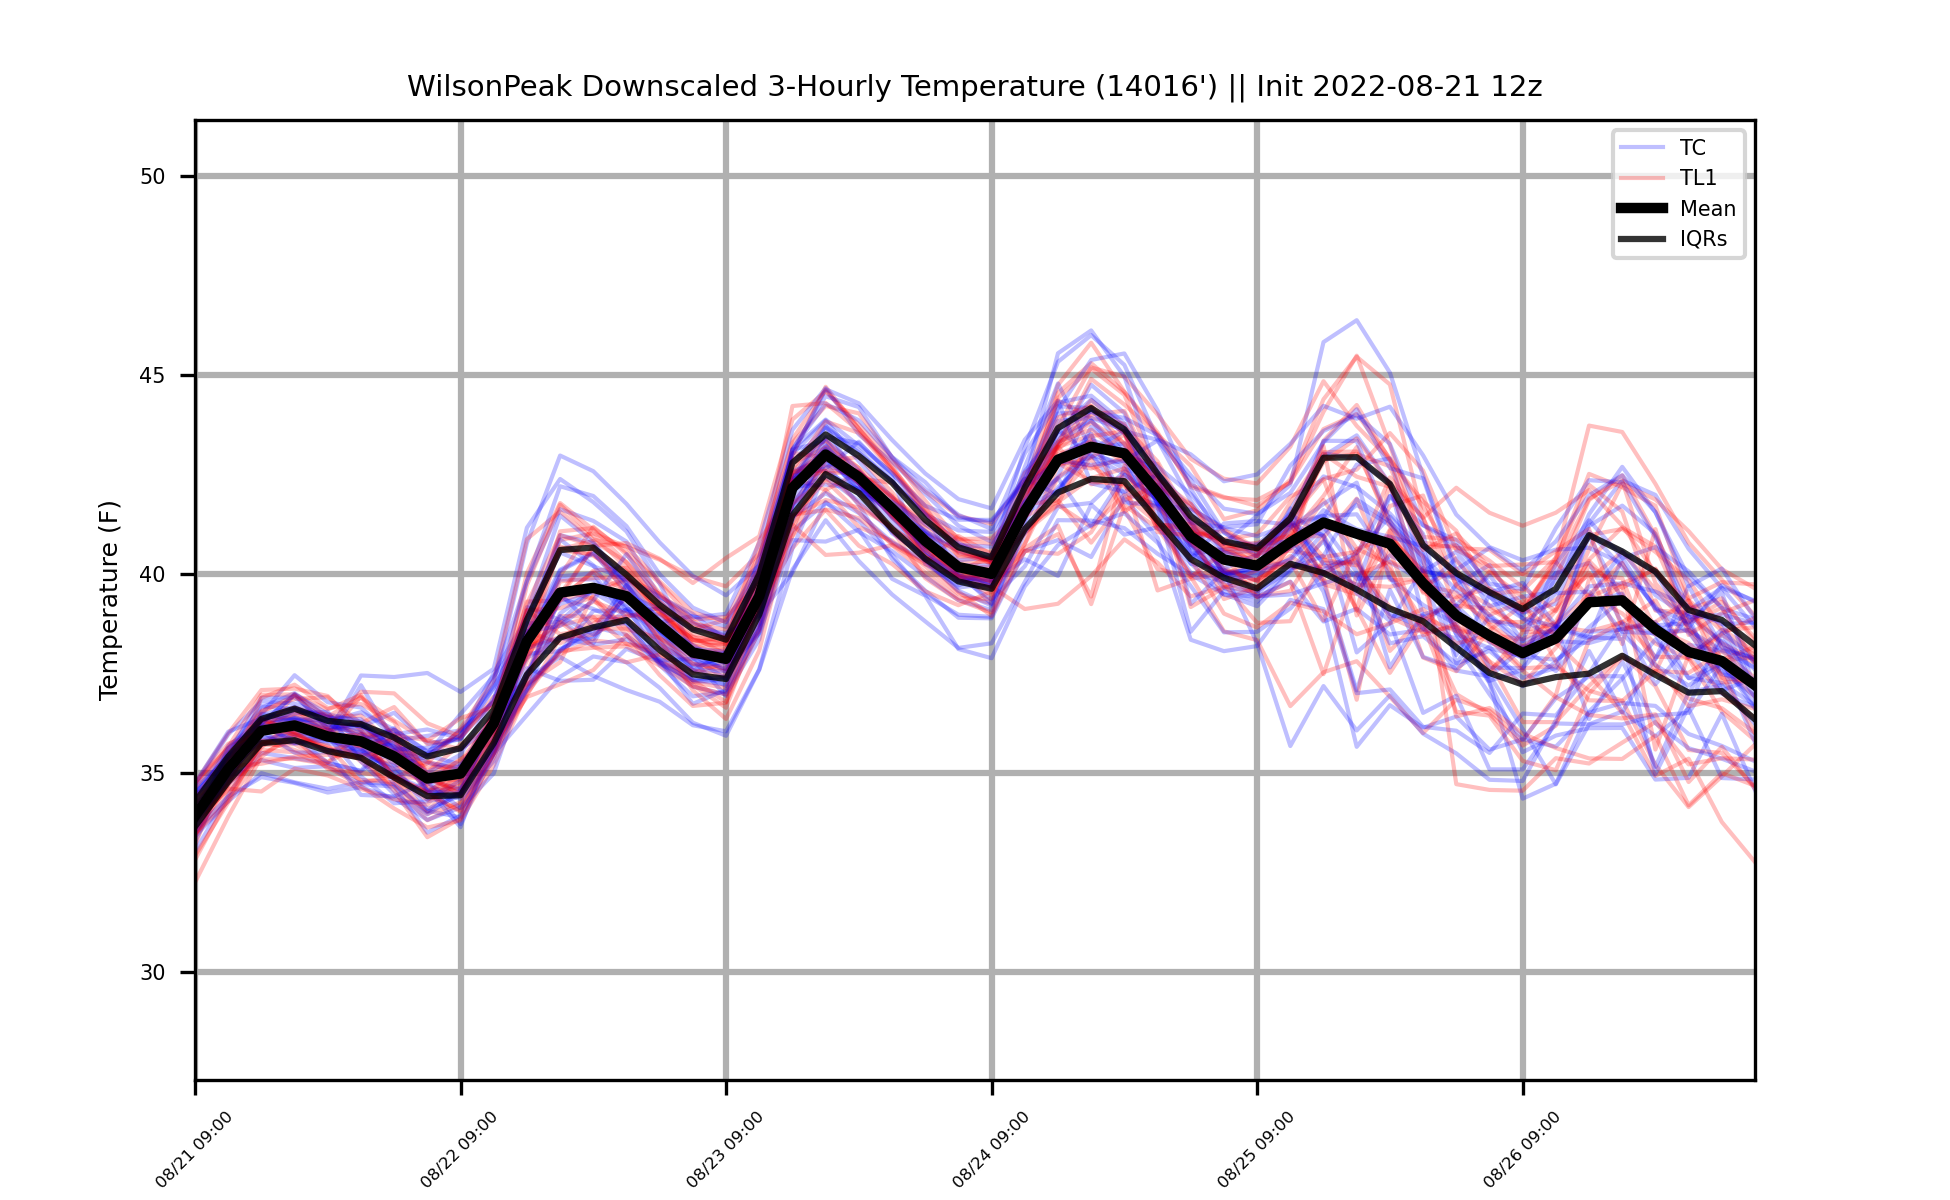 WilsonPeak Downscaled 3-Hourly Temperature (14016') || Init 2022-08-21 12z
TC
TL1
Mean
IQRs
Temperature (F)
50
45
40
35
30
08/21 09:00
08/22 09:00
08/23 09:00
08/24 09:00
08/25 09:00
08/26 09:00